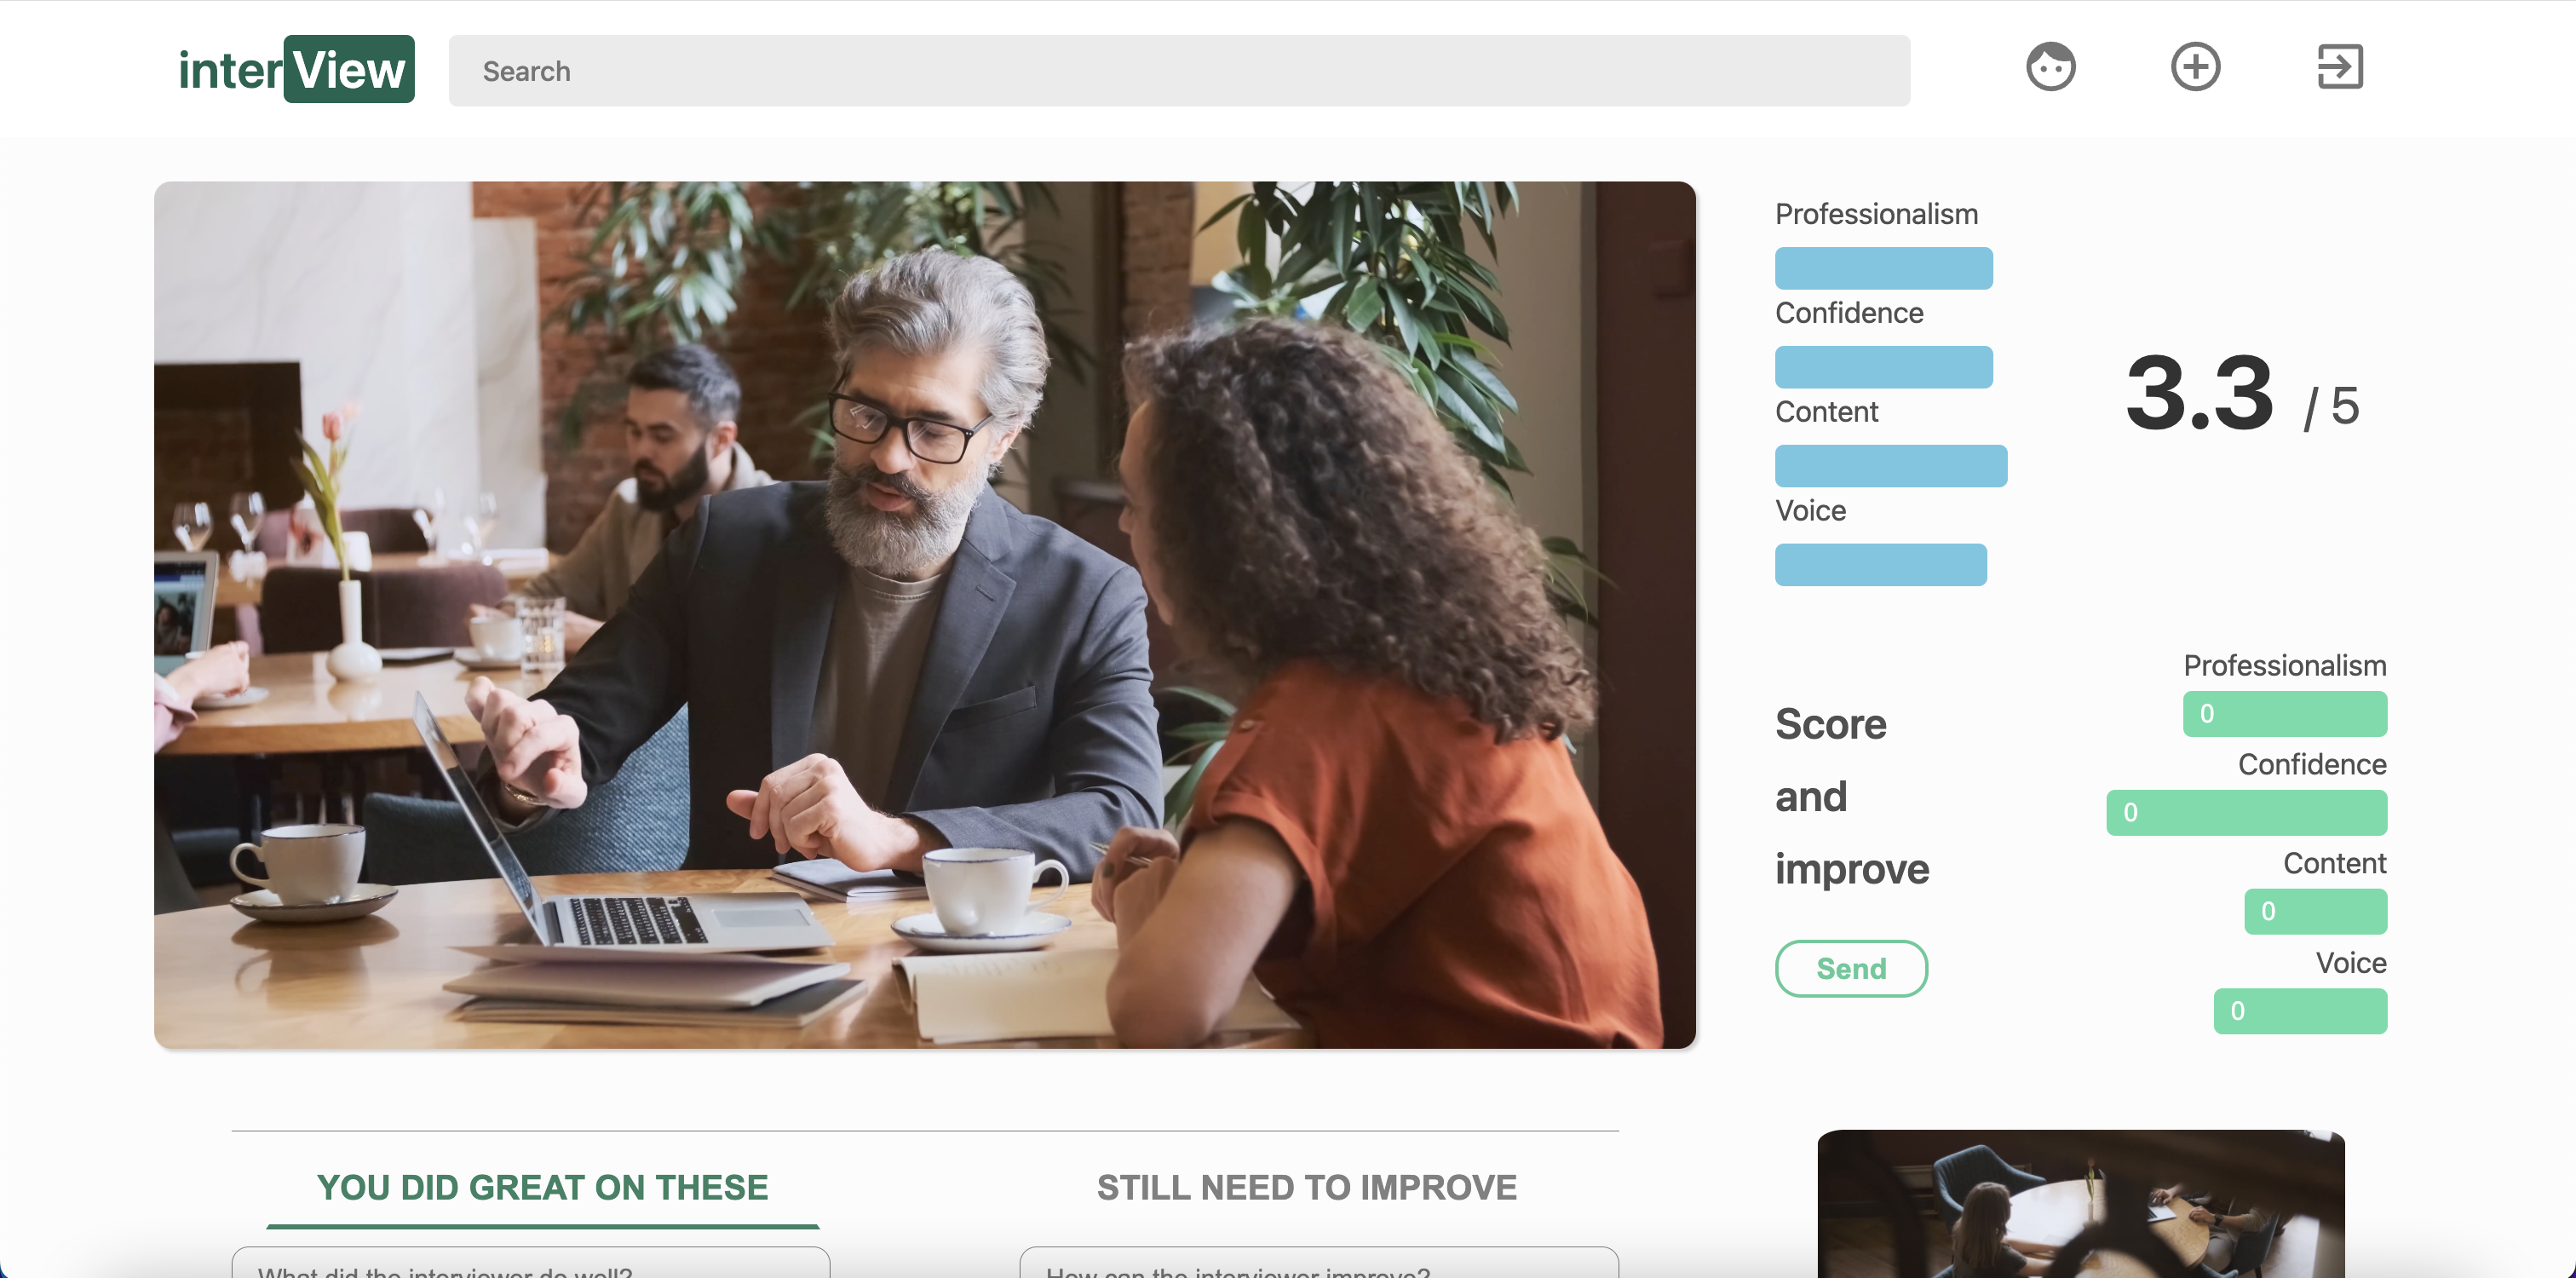 interView
Search
Professionalism
Confidence
Content
Voice
3.3 / 5
Score
and
improve
Send
Professionalism
0
Confidence
0
Content
0
Voice
0
YOU DID GREAT ON THESE
STILL NEED TO IMPROVE
What did the interviewer do well?
How can the interviewer improve?